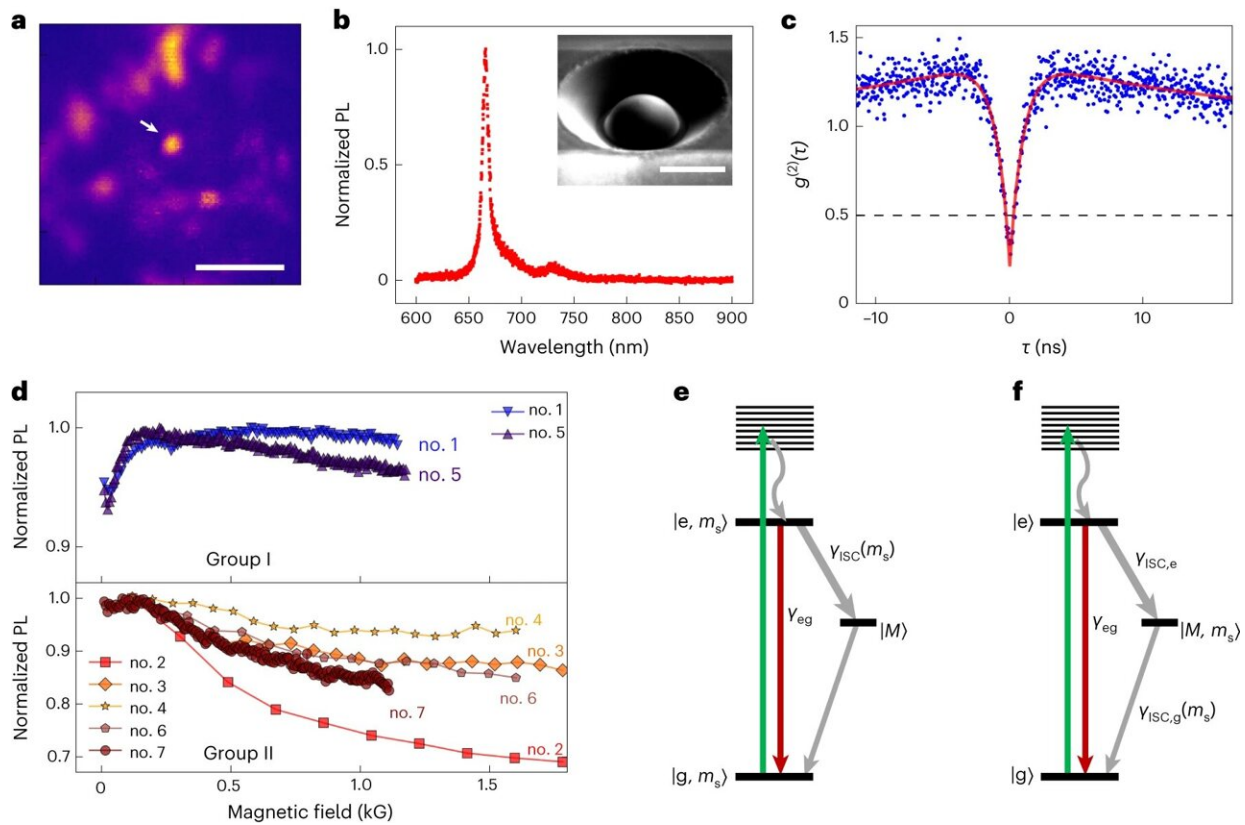 a
b
Normalized PL
1.0
0.5
0
600 650 700 750 800 850 900
Wavelength (nm)
c
g(2)(τ)
1.5
1.0
0.5
0
–10 0 10
τ (ns)
d
Normalized PL
1.0
0.9
no. 1
no. 5
no. 1
no. 5
Group I
Normalized PL
1.0
0.9
0.8
0.7
no. 2
no. 3
no. 4
no. 6
no. 7
no. 4
no. 3
no. 6
no. 7
no. 2
Group II
0 0.5 1.0 1.5
Magnetic field (kG)
e
|e, ms⟩
γISC(ms)
γeg
|M⟩
|g, ms⟩
f
|e⟩
γISC,e
γeg
|M, ms⟩
γISC,g(ms)
|g⟩